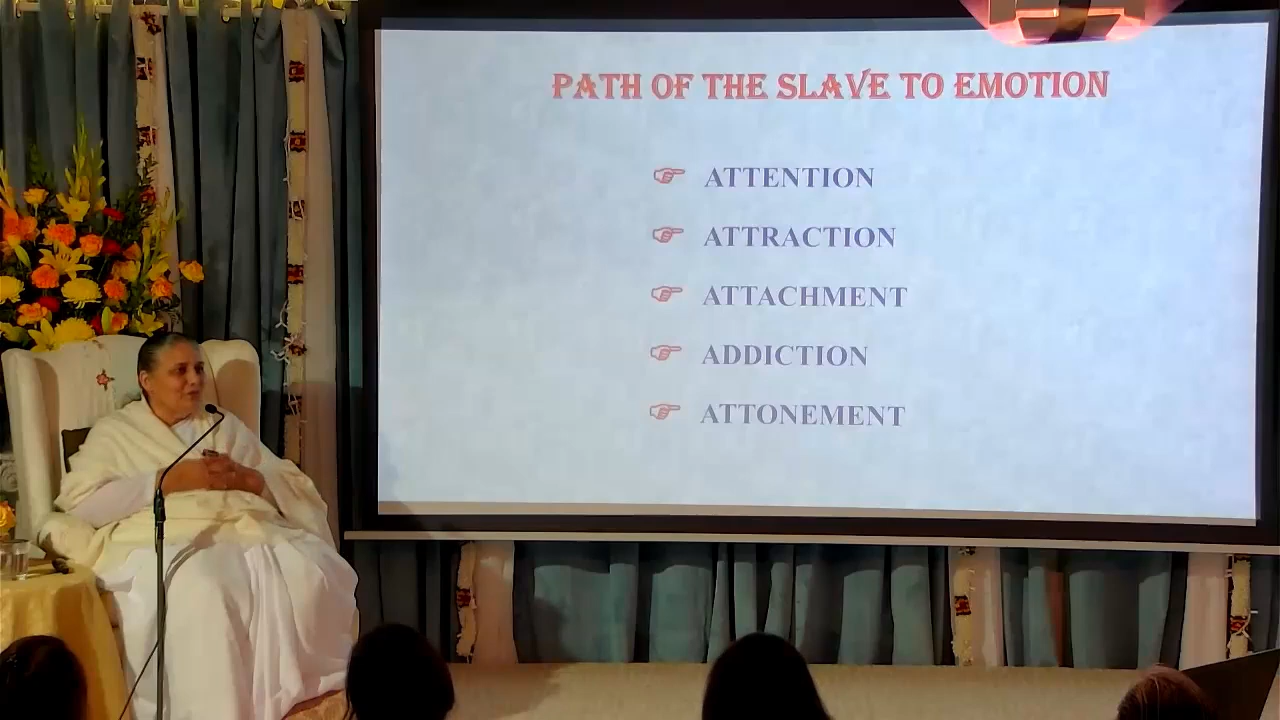 PATH OF THE SLAVE TO EMOTION
ATTENTION
ATTRACTION
ATTACHMENT
ADDICTION
ATTONEMENT